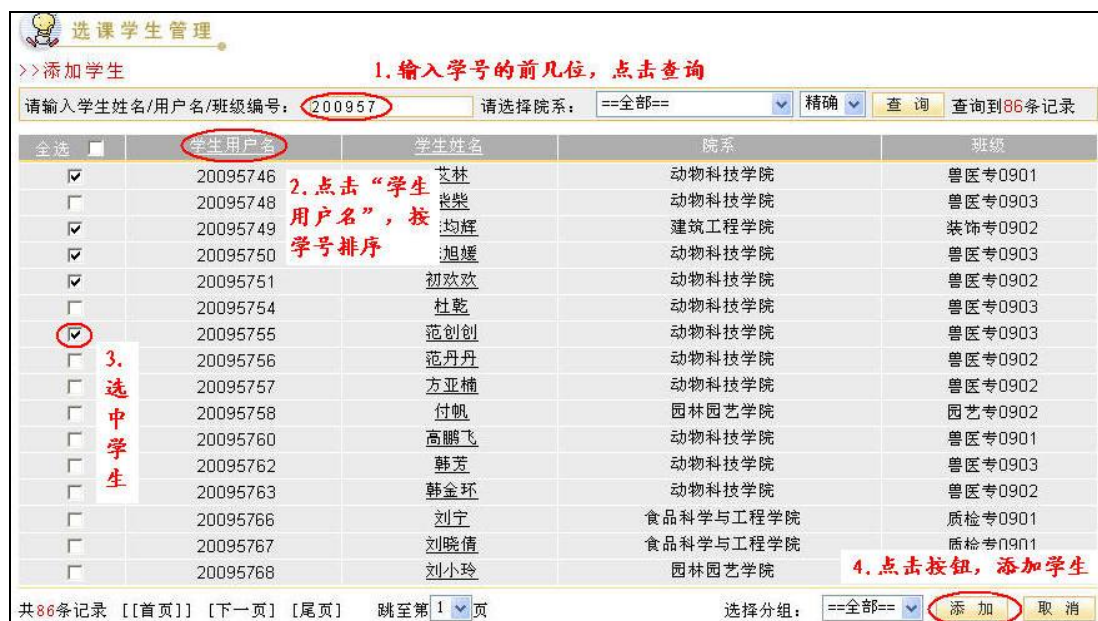 选课学生管理
>>添加学生
1.输入学号的前几位，点击查询
请输入学生姓名/用户名/班级编号： 200957 请选择院系： ==全部== 精确 查 询 查询到86条记录
全选 学生用户名 学生姓名 院系 班级
20095746 艾林 动物科技学院 兽医专0901
20095748 柴柴 动物科技学院 兽医专0903
20095749 均辉 建筑工程学院 装饰专0902
20095750 旭媛 动物科技学院 兽医专0903
2.点击“学生
用户名”，按
学号排序
20095751 初欢欢 动物科技学院 兽医专0902
20095754 杜乾 动物科技学院 兽医专0903
20095755 范创创 动物科技学院 兽医专0903
20095756 范丹丹 动物科技学院 兽医专0902
20095757 方亚楠 动物科技学院 兽医专0902
20095758 付帆 园林园艺学院 园艺专0902
20095760 高鹏飞 动物科技学院 兽医专0901
20095762 韩芳 动物科技学院 兽医专0903
20095763 韩金环 动物科技学院 兽医专0902
3.
选
中
学
生
20095766 刘宁 食品科学与工程学院 质检专0901
20095767 刘晓倩 食品科学与工程学院 质检专0901
20095768 刘小玲 园林园艺学院
4.点击按钮，添加学生
共86条记录 [[首页]] [下一页] [尾页] 跳至第 1 页 选择分组： ==全部== 添 加 取 消